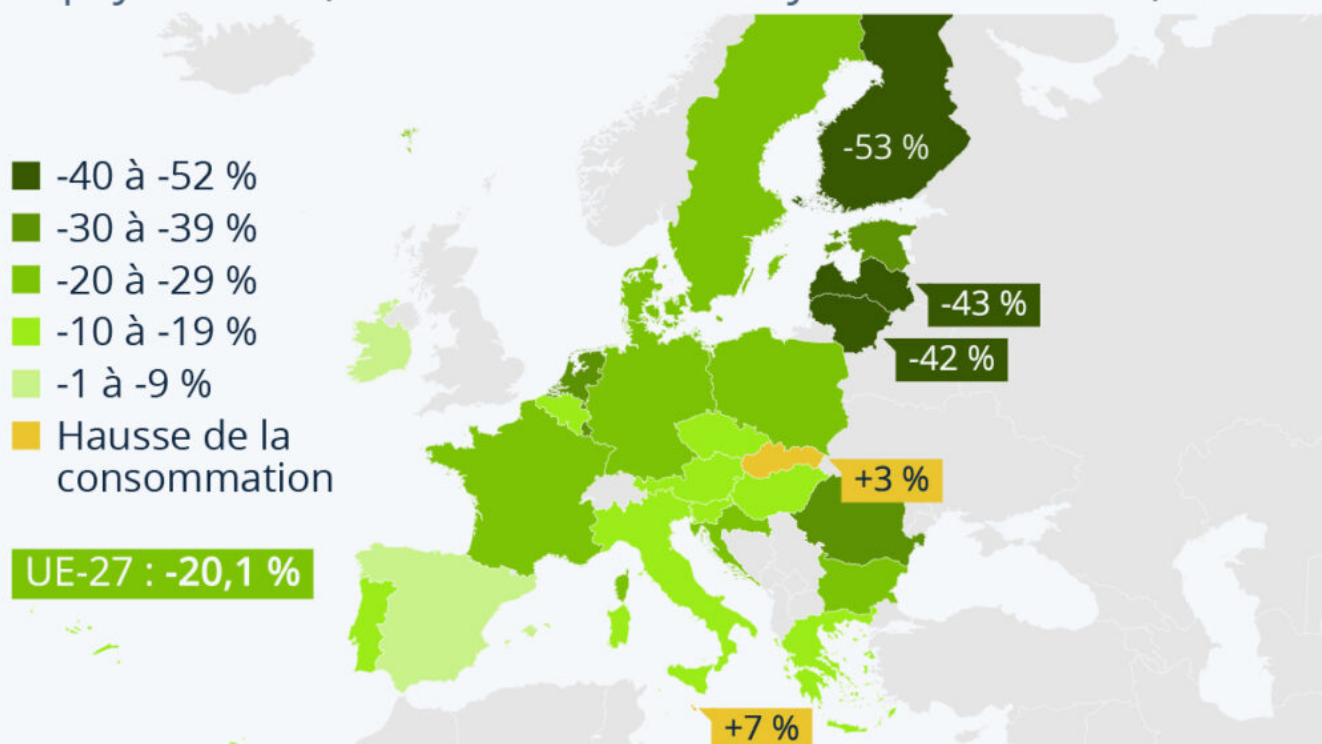 -40 à -52 %
-30 à -39 %
-20 à -29 %
-10 à -19 %
-1 à -9 %
Hausse de la
consommation
UE-27 : -20,1 %
-53 %
-43 %
-42 %
+3 %
+7 %